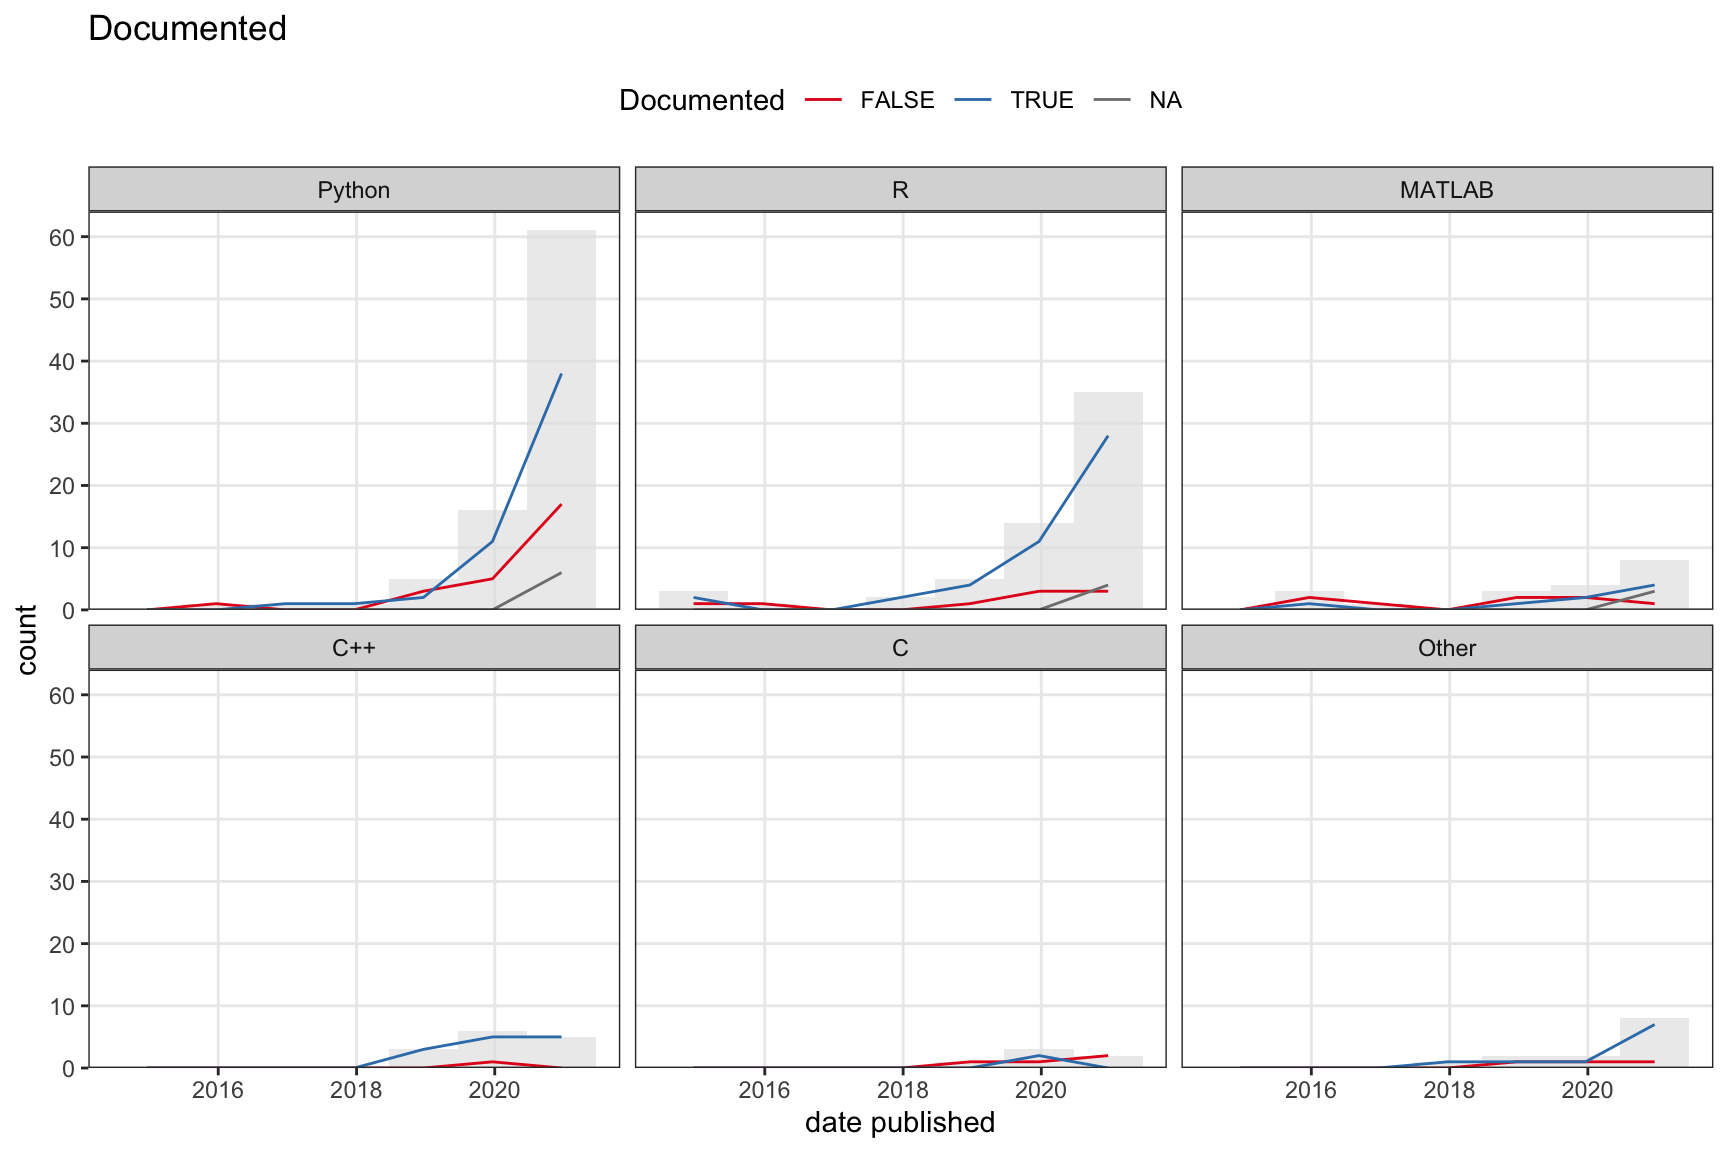 Documented
Documented FALSE TRUE NA
Python R MATLAB
60
50
40
30
20
10
0
count
C++ C Other
60
50
40
30
20
10
0
2016 2018 2020 2016 2018 2020 2016 2018 2020
date published